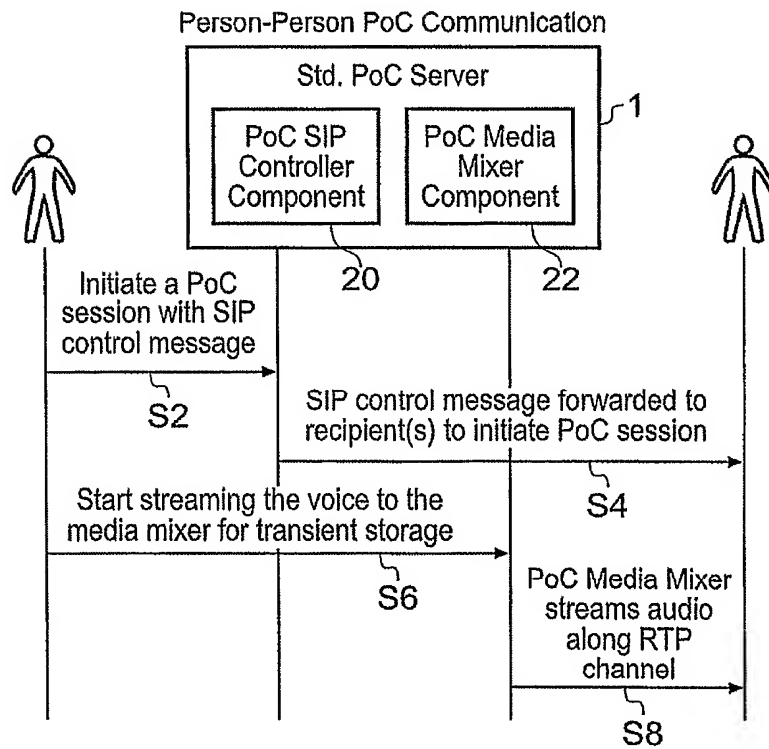 Person-Person PoC Communication
Std. PoC Server
1
PoC SIP
Controller
Component
PoC Media
Mixer
Component
20
22
Initiate a PoC
session with SIP
control message
S2
SIP control message forwarded to
recipient(s) to initiate PoC session
S4
Start streaming the voice to the
media mixer for transient storage
S6
PoC Media Mixer
streams audio
along RTP
channel
S8